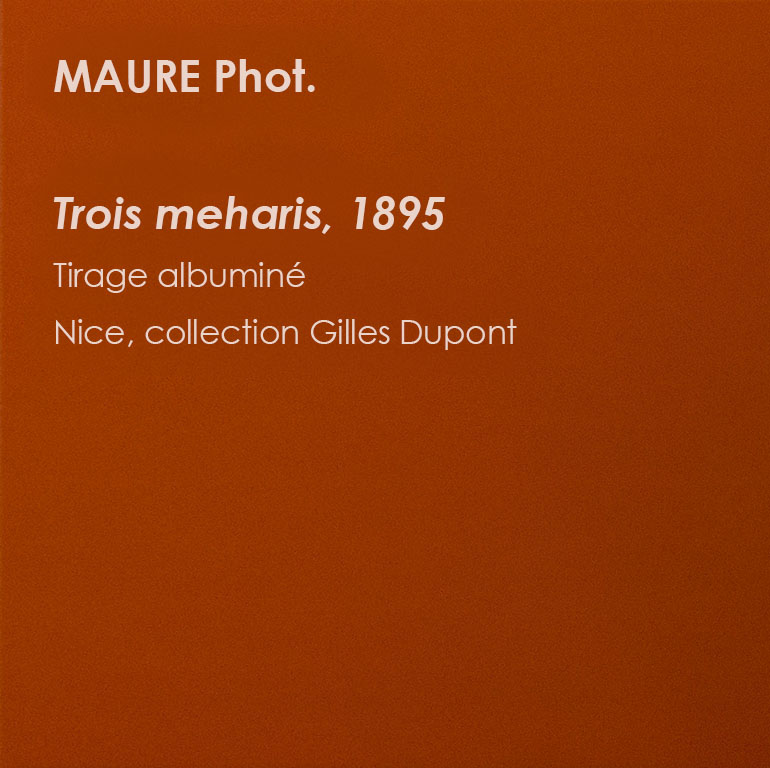 MAURE Phot.
Trois meharis, 1895
Tirage albuminé
Nice, collection Gilles Dupont